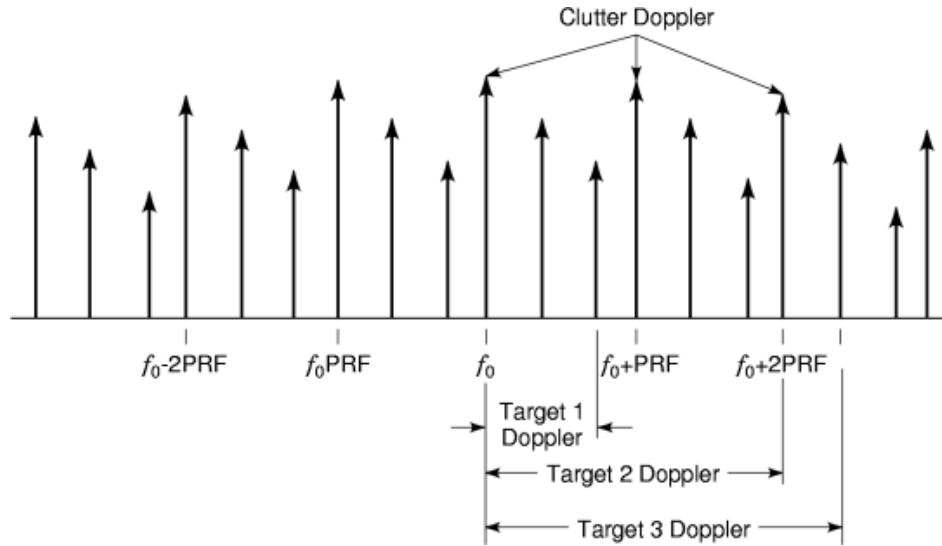 Clutter Doppler
f₀-2PRF f₀PRF f₀ f₀+PRF f₀+2PRF
Target 1
Doppler
Target 2 Doppler
Target 3 Doppler